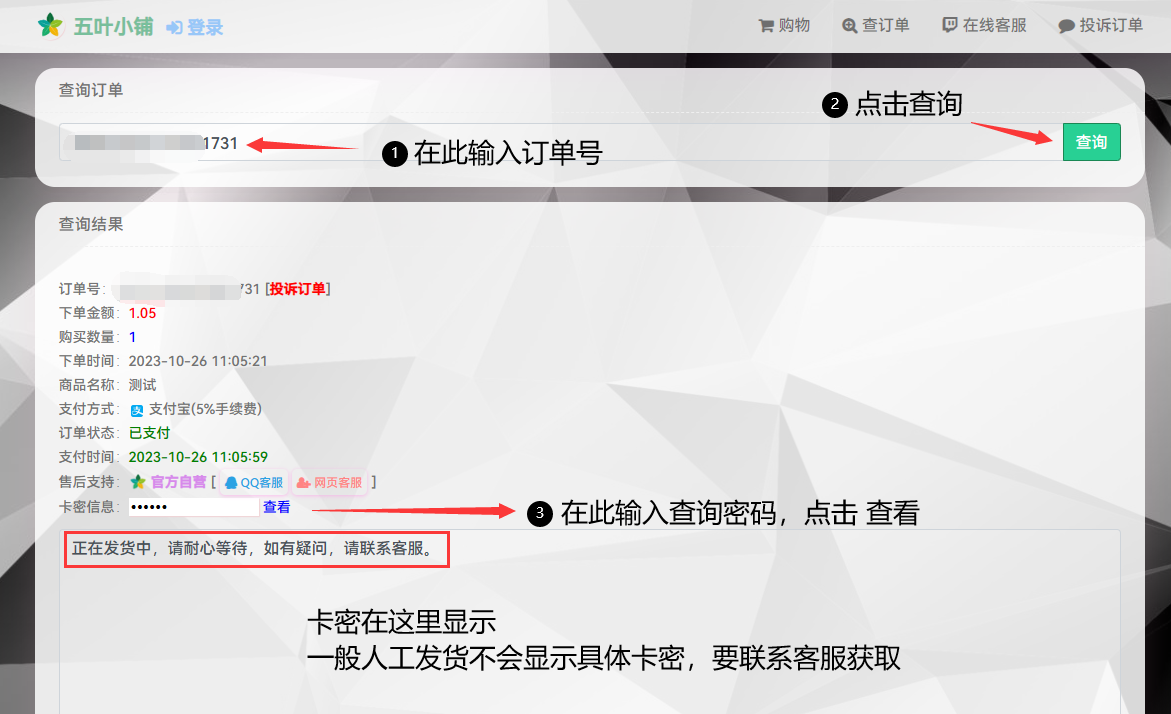 五叶小铺 登录 购物 查订单 在线客服 投诉订单
查询订单
❷ 点击查询
1731
❶ 在此输入订单号
查询
查询结果
订单号: 731 [投诉订单]
下单金额: 1.05
购买数量: 1
下单时间: 2023-10-26 11:05:21
商品名称: 测试
支付方式: 支付宝(5%手续费)
订单状态: 已支付
支付时间: 2023-10-26 11:05:59
售后支持: 官方自营 [ QQ客服 网页客服 ]
卡密信息: •••••• 查看
❸ 在此输入查询密码，点击 查看
正在发货中，请耐心等待，如有疑问，请联系客服。
卡密在这里显示
一般人工发货不会显示具体卡密，要联系客服获取